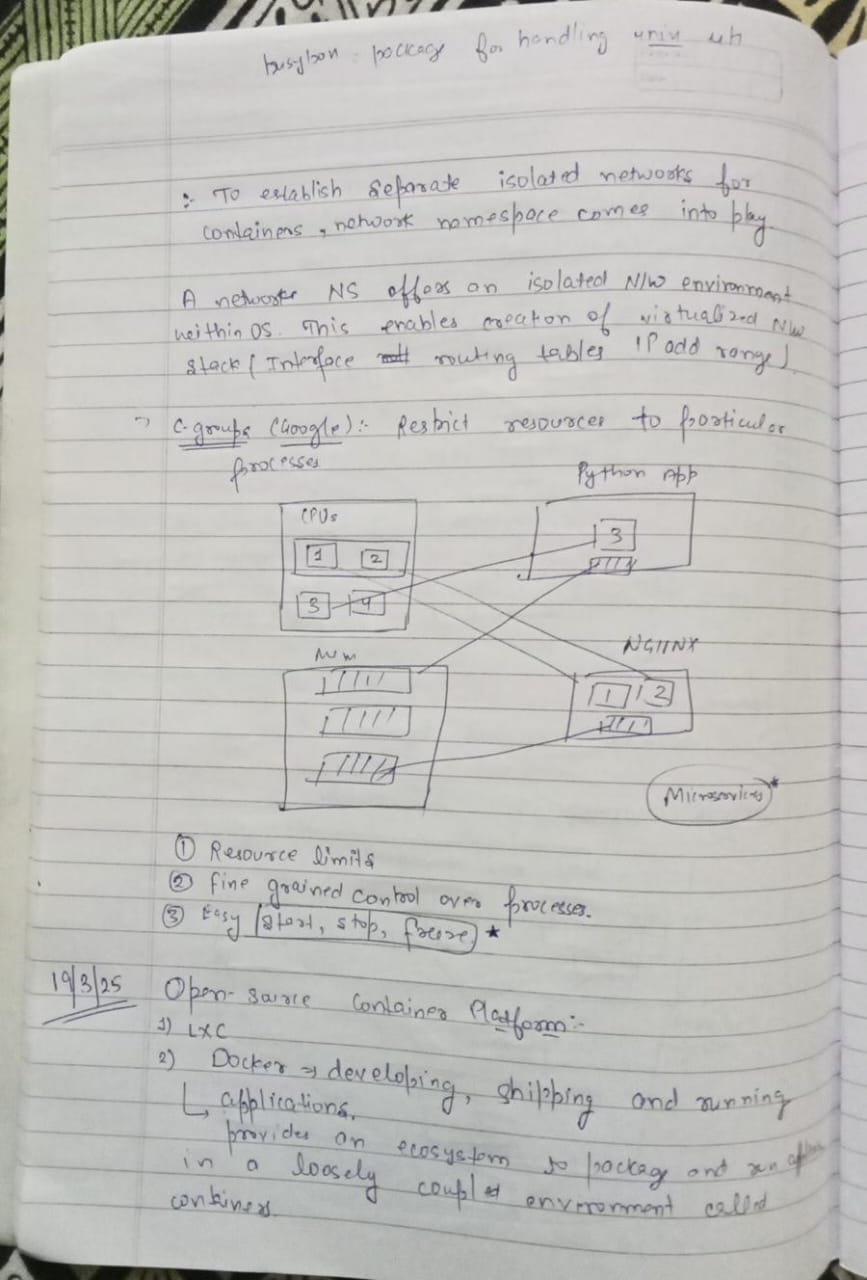 busybox package for handling unix uti
:- To establish separate isolated networks for
containers, network namespace comes into play
A network NS offers an isolated N/W environment
within OS. This enables creation of virtualized N/w
stack ( Interface routing tables IP add range ).
C-groups (Google):- Restrict resources to particular
processes
Python App
CPUs
1 2
3
3 4
NGINX
Mem
1 2
Microservices *
① Resource limits
② Fine grained control over processes.
③ Easy start, stop, freeze ★
19/3/25
Open-source Container Platform:-
1) LXC
2) Docker → developing, shipping and running
↳ applications.
provides an ecosystem to package and run
in a loosely coupled environment called
containers.